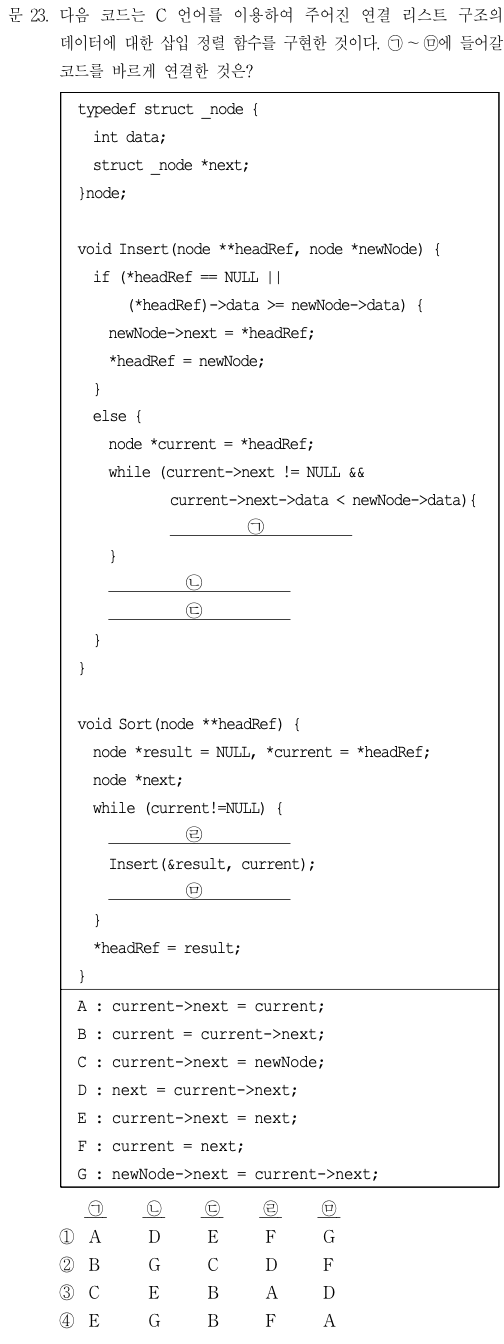 문 23. 다음 코드는 C 언어를 이용하여 주어진 연결 리스트 구조의
데이터에 대한 삽입 정렬 함수를 구현한 것이다. ㉠ ~ ㉤에 들어갈
코드를 바르게 연결한 것은?
typedef struct _node {
int data;
struct _node *next;
}node;
void Insert(node **headRef, node *newNode) {
if (*headRef == NULL ||
(*headRef)->data >= newNode->data) {
newNode->next = *headRef;
*headRef = newNode;
}
else {
node *current = *headRef;
while (current->next != NULL &&
current->next->data < newNode->data){
㉠
}
㉡
㉢
}
}
void Sort(node **headRef) {
node *result = NULL, *current = *headRef;
node *next;
while (current!=NULL) {
㉣
Insert(&result, current);
㉤
}
*headRef = result;
}
A : current->next = current;
B : current = current->next;
C : current->next = newNode;
D : next = current->next;
E : current->next = next;
F : current = next;
G : newNode->next = current->next;
㉠ ㉡ ㉢ ㉣ ㉤
① A D E F G
② B G C D F
③ C E B A D
④ E G B F A